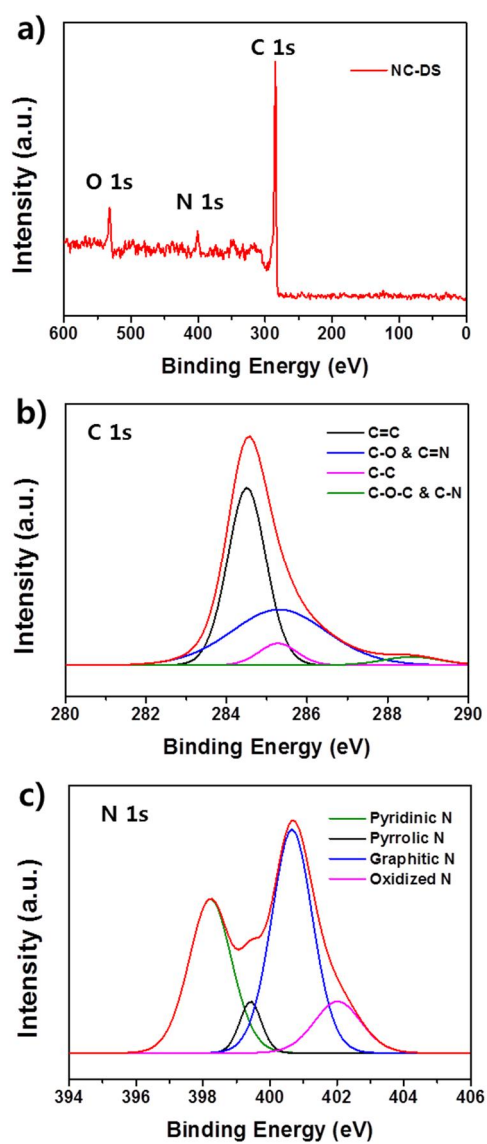 a)
C 1s
NC-DS
O 1s
N 1s
Intensity (a.u.)
600 500 400 300 200 100 0
Binding Energy (eV)
b)
C 1s
C=C
C-O & C=N
C-C
C-O-C & C-N
Intensity (a.u.)
280 282 284 286 288 290
Binding Energy (eV)
c)
N 1s
Pyridinic N
Pyrrolic N
Graphitic N
Oxidized N
Intensity (a.u.)
394 396 398 400 402 404 406
Binding Energy (eV)